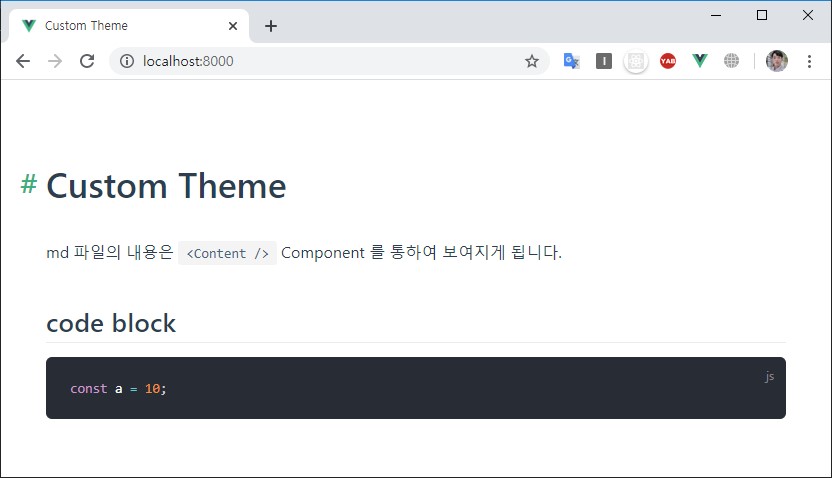 Custom Theme
localhost:8000
I
YAB
# Custom Theme
md 파일의 내용은 <Content /> Component 를 통하여 보여지게 됩니다.
code block
js
const a = 10;